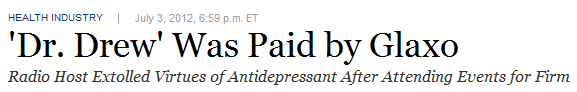 HEALTH INDUSTRY | July 3, 2012, 6:59 p.m. ET
'Dr. Drew' Was Paid by Glaxo
Radio Host Extolled Virtues of Antidepressant After Attending Events for Firm